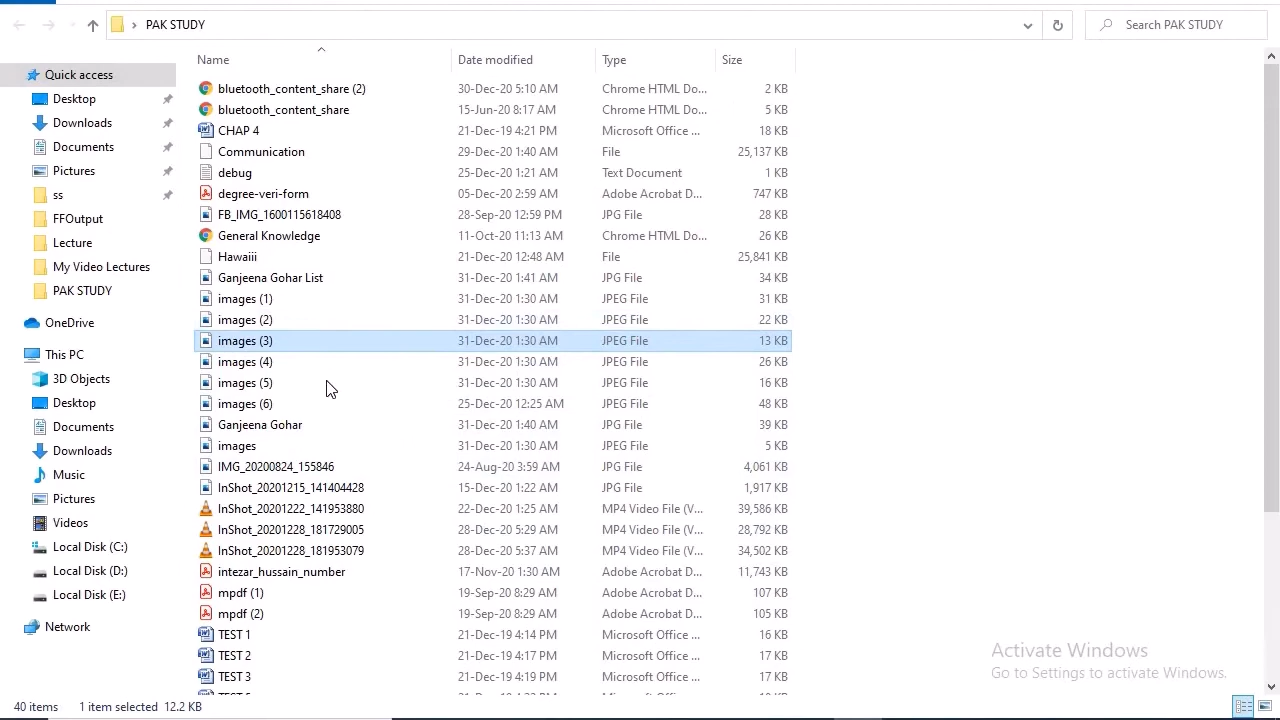 PAK STUDY
Search PAK STUDY
Name Date modified Type Size
Quick access
Desktop
Downloads
Documents
Pictures
ss
FFOutput
Lecture
My Video Lectures
PAK STUDY
OneDrive
This PC
3D Objects
Desktop
Documents
Downloads
Music
Pictures
Videos
Local Disk (C:)
Local Disk (D:)
Local Disk (E:)
Network
bluetooth_content_share (2) 30-Dec-20 5:10 AM Chrome HTML Do... 2 KB
bluetooth_content_share 15-Jun-20 8:17 AM Chrome HTML Do... 5 KB
CHAP 4 21-Dec-19 4:21 PM Microsoft Office ... 18 KB
Communication 29-Dec-20 1:40 AM File 25,137 KB
debug 25-Dec-20 1:21 AM Text Document 1 KB
degree-veri-form 05-Dec-20 2:59 AM Adobe Acrobat D... 747 KB
FB_IMG_1600115618408 28-Sep-20 12:59 PM JPG File 28 KB
General Knowledge 11-Oct-20 11:13 AM Chrome HTML Do... 26 KB
Hawaiii 21-Dec-20 12:48 AM File 25,841 KB
Ganjeena Gohar List 31-Dec-20 1:41 AM JPG File 34 KB
images (1) 31-Dec-20 1:30 AM JPEG File 31 KB
images (2) 31-Dec-20 1:30 AM JPEG File 22 KB
images (3) 31-Dec-20 1:30 AM JPEG File 13 KB
images (4) 31-Dec-20 1:30 AM JPEG File 26 KB
images (5) 31-Dec-20 1:30 AM JPEG File 16 KB
images (6) 25-Dec-20 12:25 AM JPEG File 48 KB
Ganjeena Gohar 31-Dec-20 1:40 AM JPEG File 39 KB
images 31-Dec-20 1:30 AM JPEG File 5 KB
IMG_20200824_155846 24-Aug-20 3:59 AM JPG File 4,061 KB
InShot_20201215_141404428 15-Dec-20 1:22 AM JPG File 1,917 KB
InShot_20201222_141953880 22-Dec-20 1:25 AM MP4 Video File (V... 39,586 KB
InShot_20201228_181729005 28-Dec-20 5:29 AM MP4 Video File (V... 28,792 KB
InShot_20201228_181953079 28-Dec-20 5:37 AM MP4 Video File (V... 34,502 KB
intezar_hussain_number 17-Nov-20 1:30 AM Adobe Acrobat D... 11,743 KB
mpdf (1) 19-Sep-20 8:29 AM Adobe Acrobat D... 107 KB
mpdf (2) 19-Sep-20 8:29 AM Adobe Acrobat D... 105 KB
TEST 1 21-Dec-19 4:14 PM Microsoft Office ... 16 KB
TEST 2 21-Dec-19 4:17 PM Microsoft Office ... 17 KB
TEST 3 21-Dec-19 4:19 PM Microsoft Office ... 17 KB
Activate Windows
Go to Settings to activate Windows.
40 items 1 item selected 12.2 KB